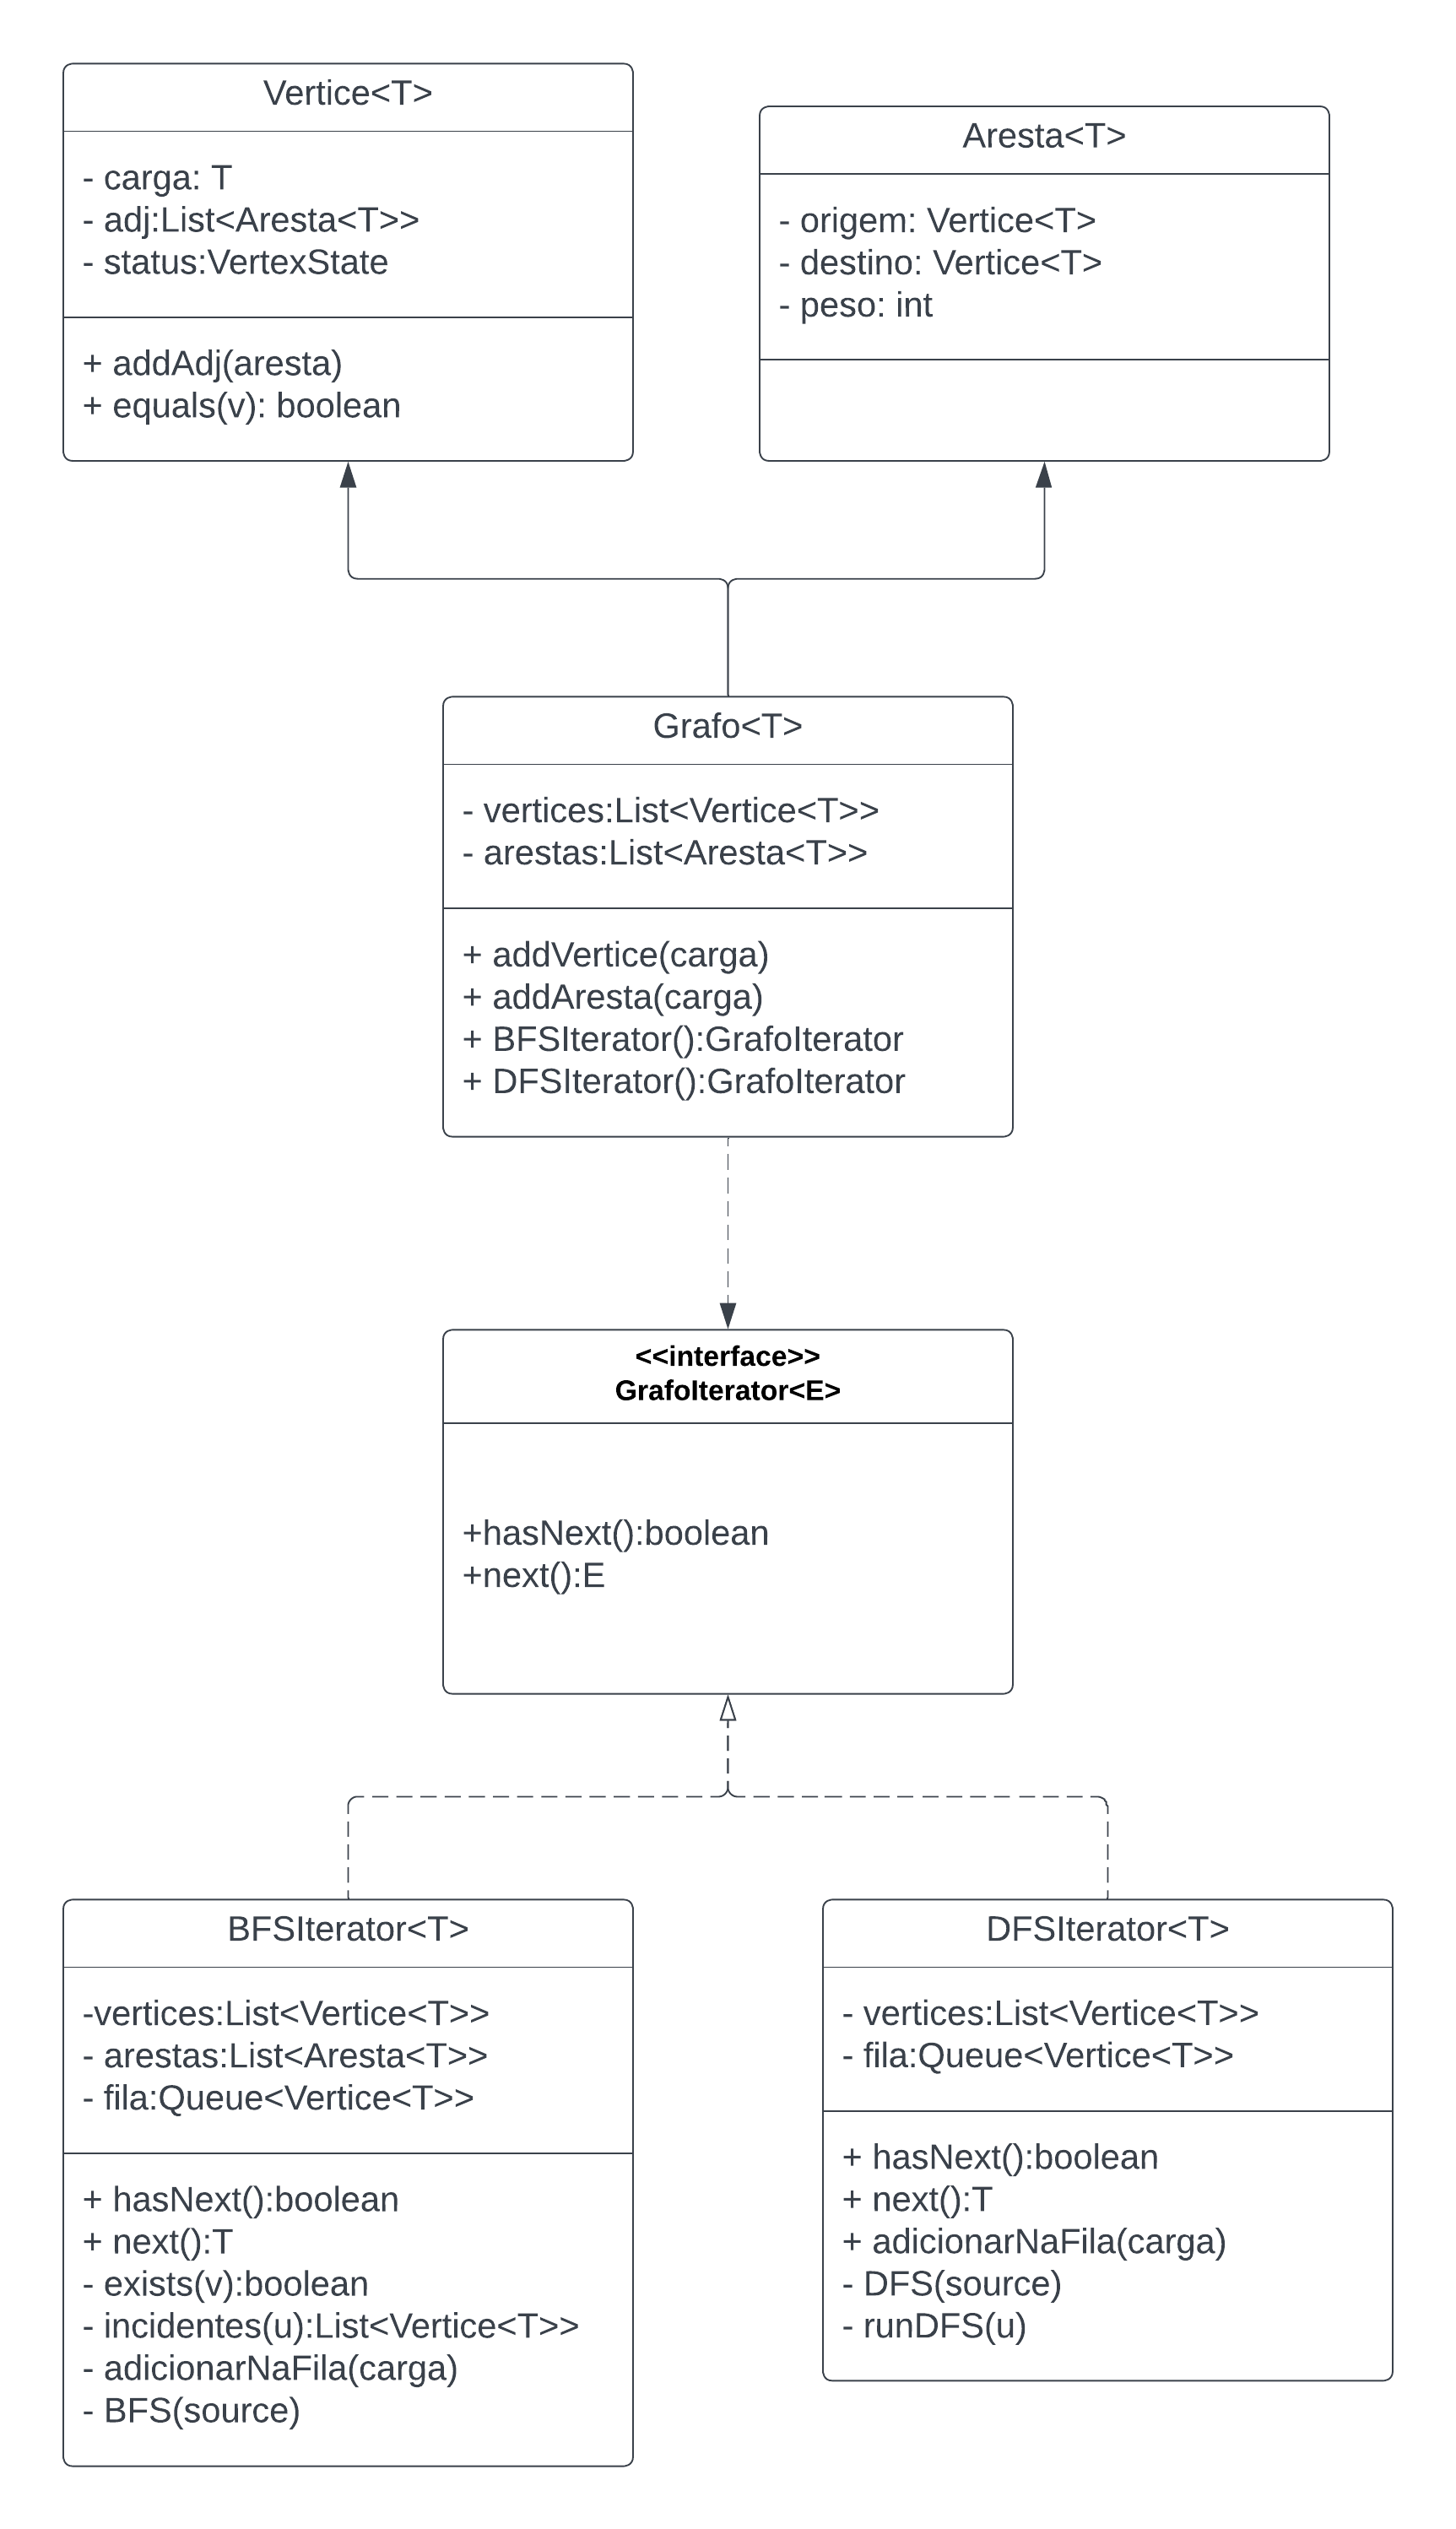 Vertice<T>
- carga: T
- adj:List<Aresta<T>>
- status:VertexState
+ addAdj(aresta)
+ equals(v): boolean
Aresta<T>
- origem: Vertice<T>
- destino: Vertice<T>
- peso: int
Grafo<T>
- vertices:List<Vertice<T>>
- arestas:List<Aresta<T>>
+ addVertice(carga)
+ addAresta(carga)
+ BFSIterator():GrafoIterator
+ DFSIterator():GrafoIterator
<<interface>>
GrafoIterator<E>
+hasNext():boolean
+next():E
BFSIterator<T>
-vertices:List<Vertice<T>>
- arestas:List<Aresta<T>>
- fila:Queue<Vertice<T>>
+ hasNext():boolean
+ next():T
- exists(v):boolean
- incidentes(u):List<Vertice<T>>
- adicionarNaFila(carga)
- BFS(source)
DFSIterator<T>
- vertices:List<Vertice<T>>
- fila:Queue<Vertice<T>>
+ hasNext():boolean
+ next():T
+ adicionarNaFila(carga)
- DFS(source)
- runDFS(u)